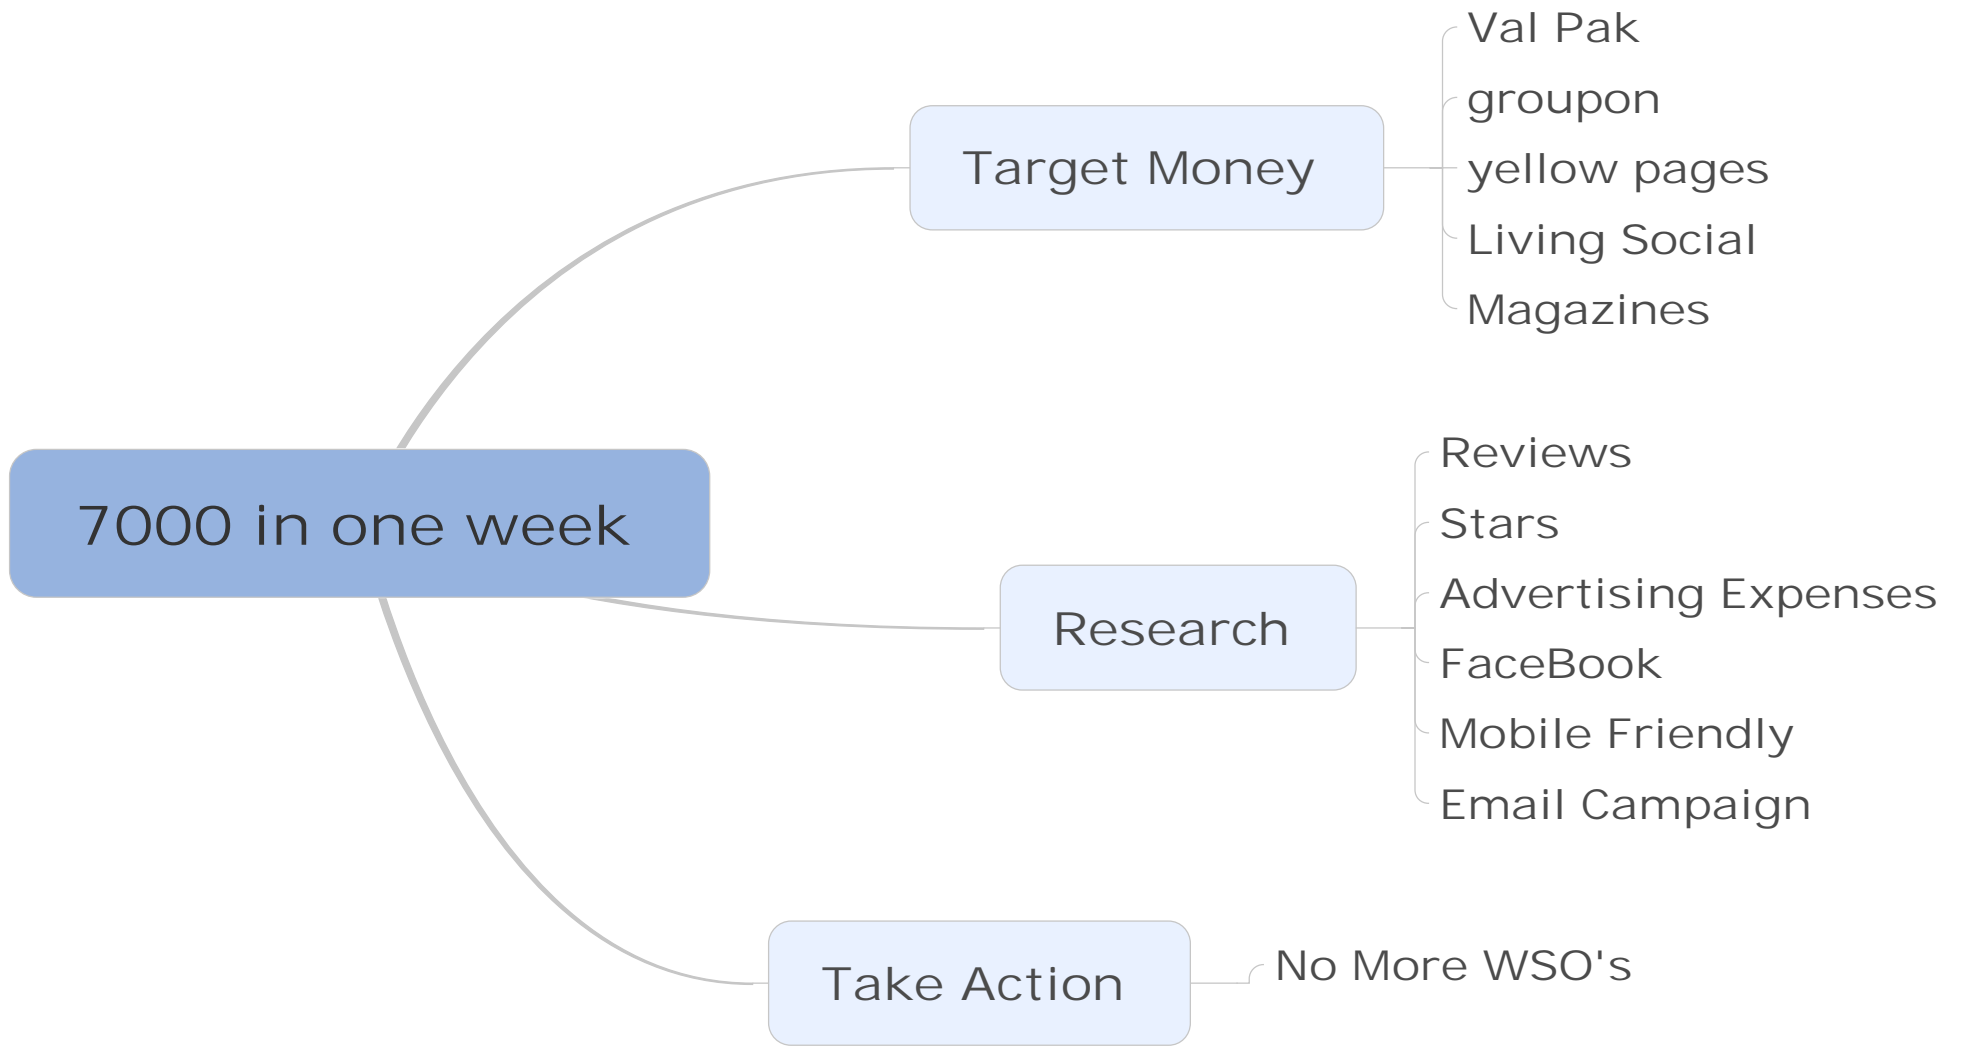 7000 in one week
Target Money
Val Pak
groupon
yellow pages
Living Social
Magazines
Research
Reviews
Stars
Advertising Expenses
FaceBook
Mobile Friendly
Email Campaign
Take Action
No More WSO's